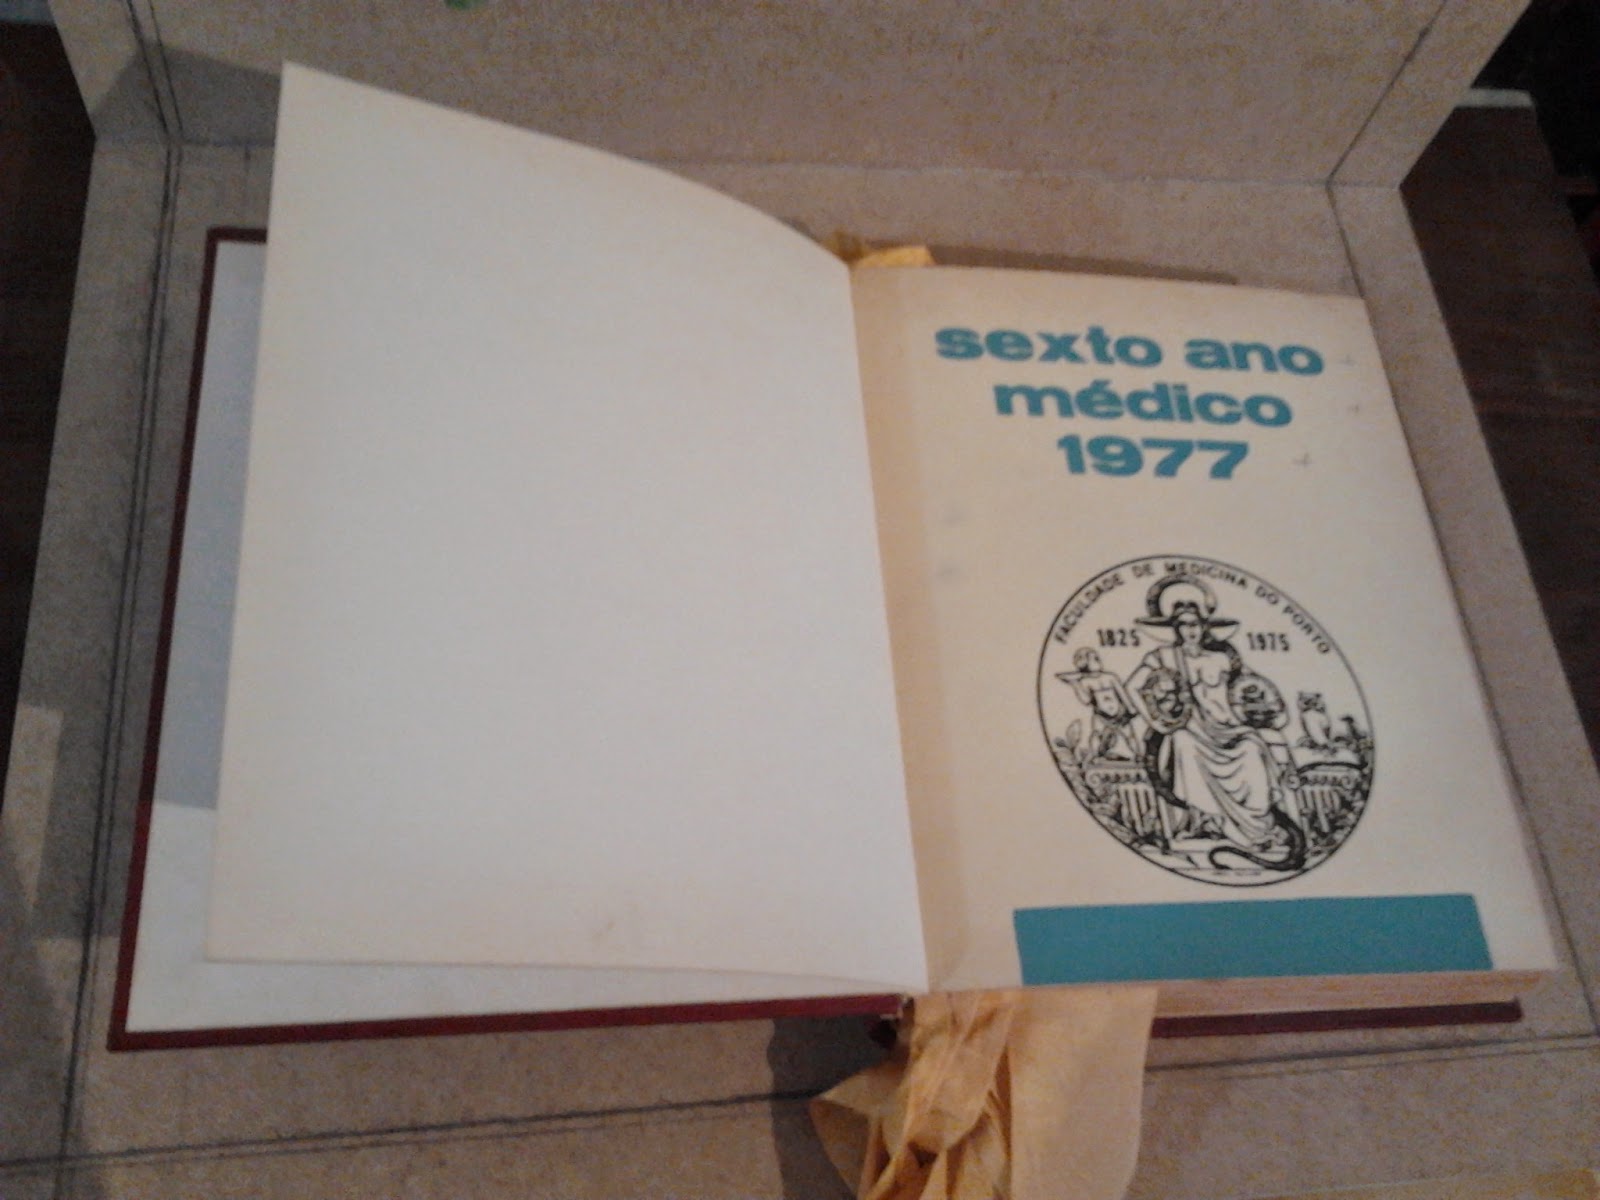 sexto ano
médico
1977
FACULDADE DE MEDICINA DO PORTO
1825 1975